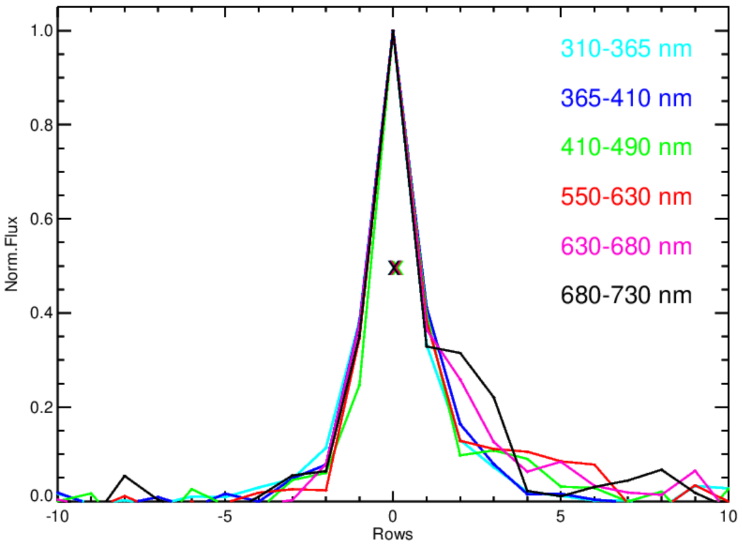 1.0
0.8
0.6
0.4
0.2
0.0
Norm.Flux
310-365 nm
365-410 nm
410-490 nm
550-630 nm
630-680 nm
680-730 nm
X
-10 -5 0 5 10
Rows